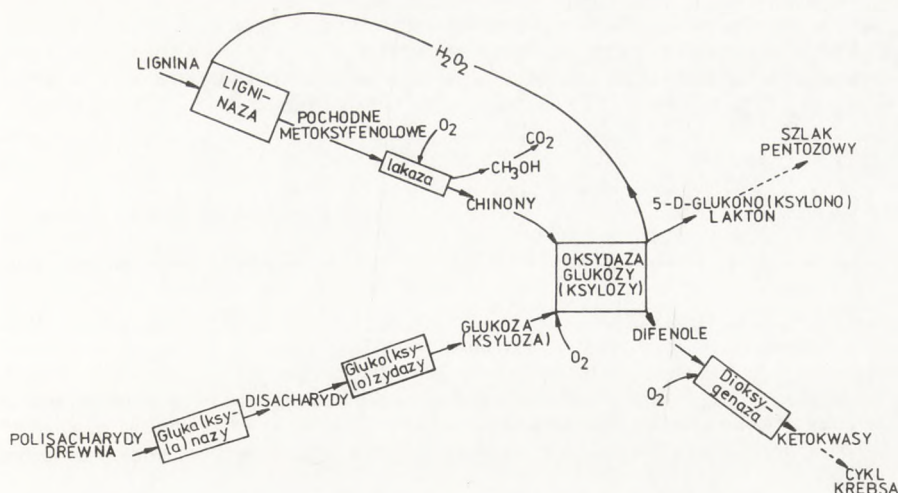 H₂O₂
LIGNINA
LIGNI-
NAZA
POCHODNE
METOKSYFENOLOWE
O₂
lakaza
CH₃OH
CO₂
CHINONY
SZLAK
PENTOZOWY
5-D-GLUKONO(KSYLONO)
LAKTON
OKSYDAZA
GLUKOZY
(KSYLOZY)
GLUKOZA
(KSYLOZA)
O₂
DIFENOLE
Gluko(ksy-
lo)zydazy
DISACHARYDY
Gluka(ksy-
la)nazy
POLISACHARYDY
DREWNA
O₂
Dioksy-
genaza
KETOKWASY
CYKL
KREBSA